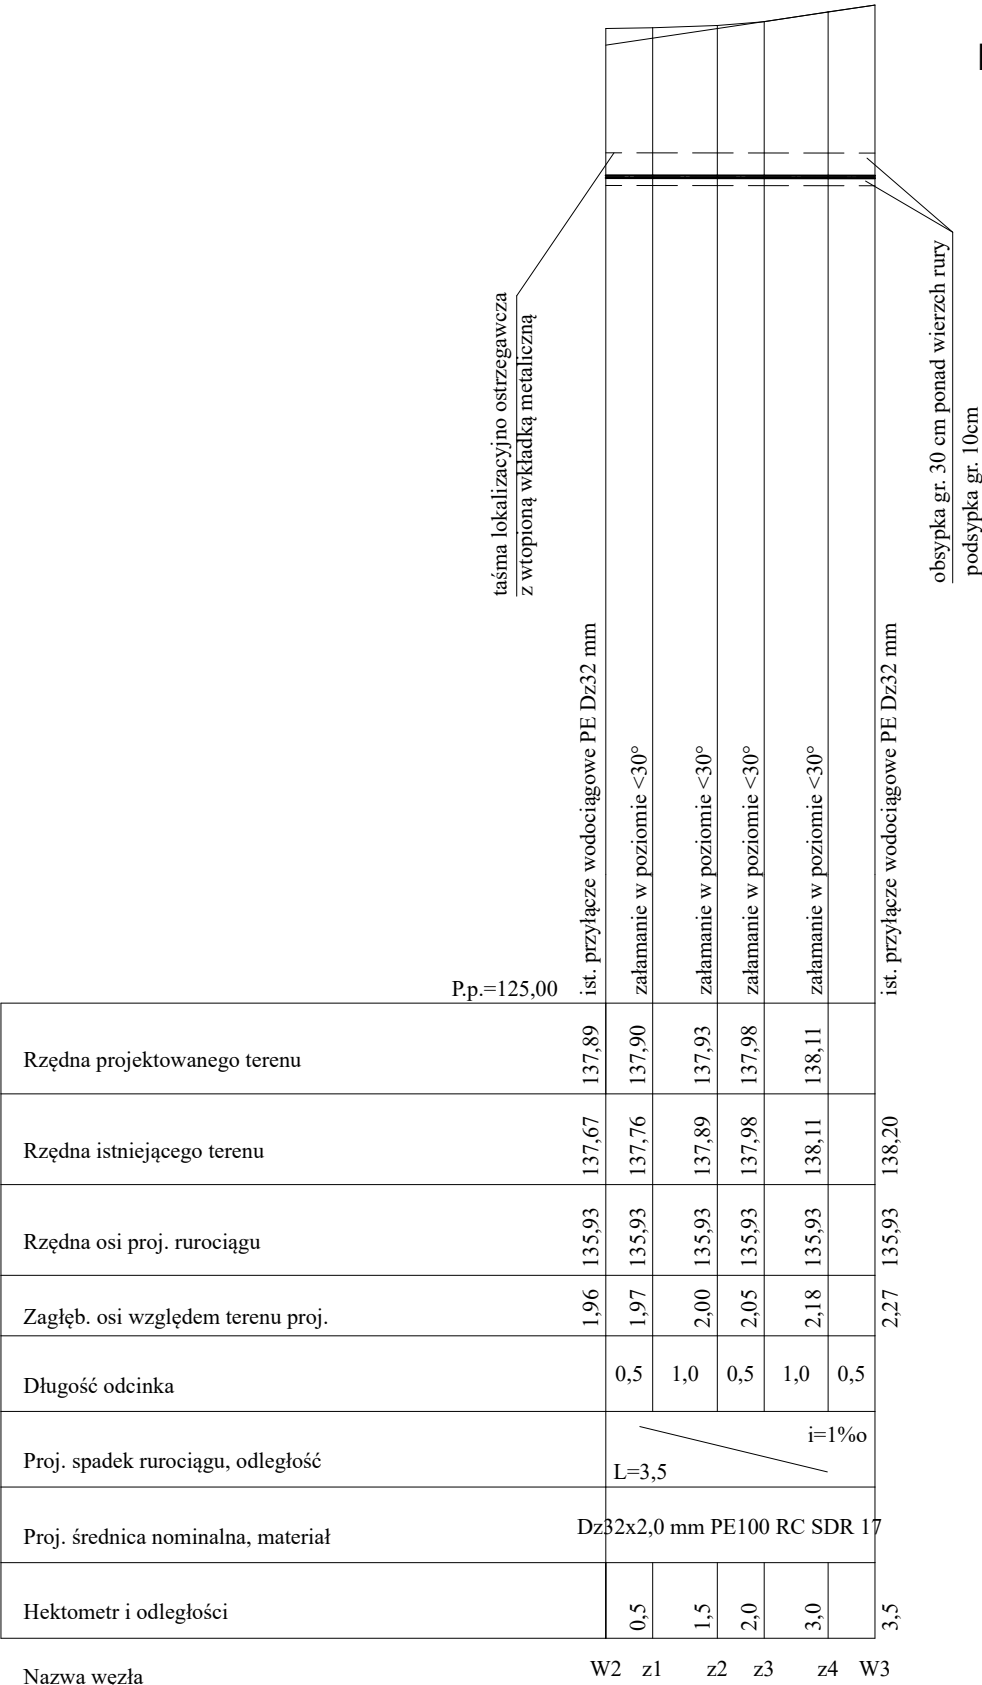 taśma lokalizacyjno ostrzegawcza
z wtopioną wkładką metaliczną
obsypka gr. 30 cm ponad wierzch rury
podsypka gr. 10cm
ist. przyłącze wodociągowe PE Dz32 mm
załamanie w poziomie <30°
załamanie w poziomie <30°
załamanie w poziomie <30°
załamanie w poziomie <30°
ist. przyłącze wodociągowe PE Dz32 mm
P.p.=125,00
Rzędna projektowanego terenu 137,89 137,90 137,93 137,98 138,11
Rzędna istniejącego terenu 137,67 137,76 137,89 137,98 138,11 138,20
Rzędna osi proj. rurociągu 135,93 135,93 135,93 135,93 135,93 135,93
Zagłęb. osi względem terenu proj. 1,96 1,97 2,00 2,05 2,18 2,27
Długość odcinka 0,5 1,0 0,5 1,0 0,5
Proj. spadek rurociągu, odległość L=3,5 i=1%o
Proj. średnica nominalna, materiał Dz32x2,0 mm PE100 RC SDR 17
Hektometr i odległości 0,5 1,5 2,0 3,0 3,5
Nazwa węzła W2 z1 z2 z3 z4 W3